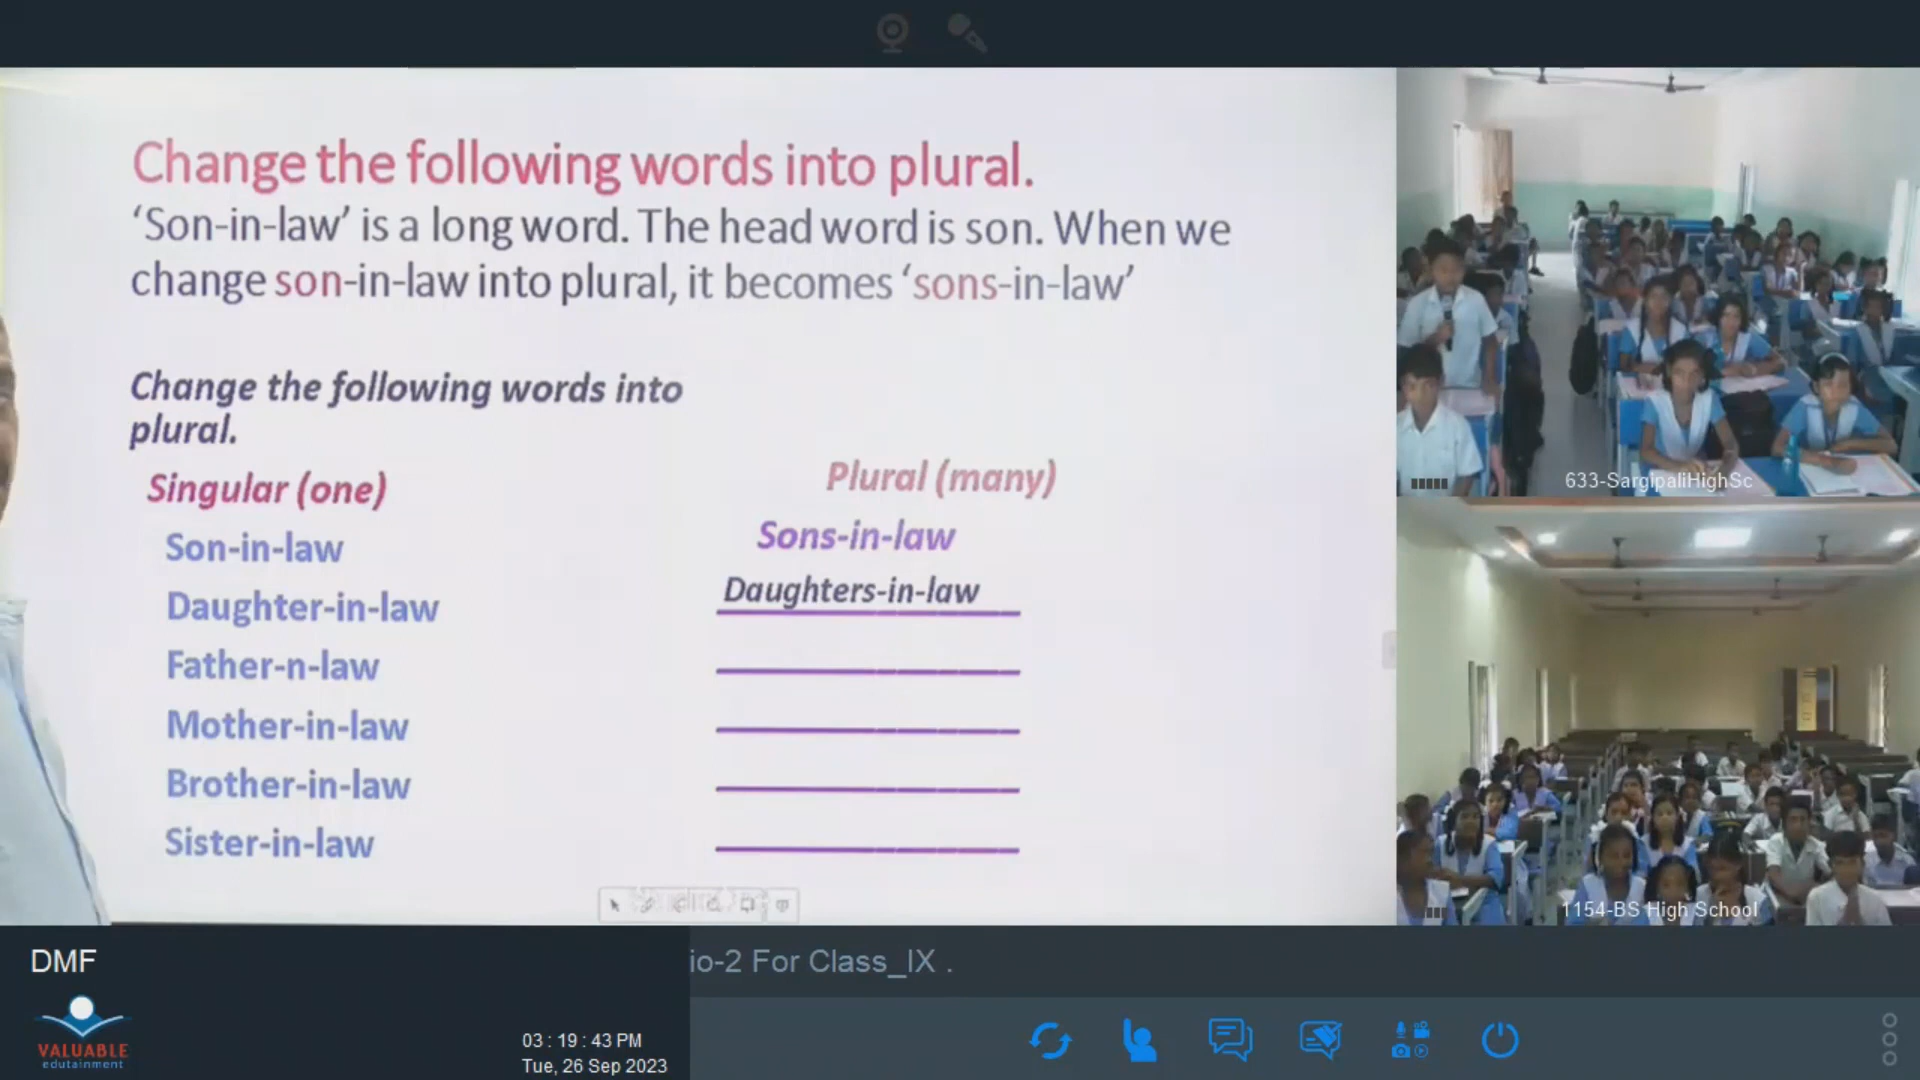 Change the following words into plural.
‘Son-in-law’ is a long word. The head word is son. When we
change son-in-law into plural, it becomes ‘sons-in-law’
Change the following words into
plural.
Singular (one)
Plural (many)
Son-in-law
Sons-in-law
Daughter-in-law
Daughters-in-law
Father-n-law
Mother-in-law
Brother-in-law
Sister-in-law
633-SargipaliHighSc
1154-BS High School
DMF
io-2 For Class_IX .
VALUABLE
edutainment
03 : 19 : 43 PM
Tue, 26 Sep 2023